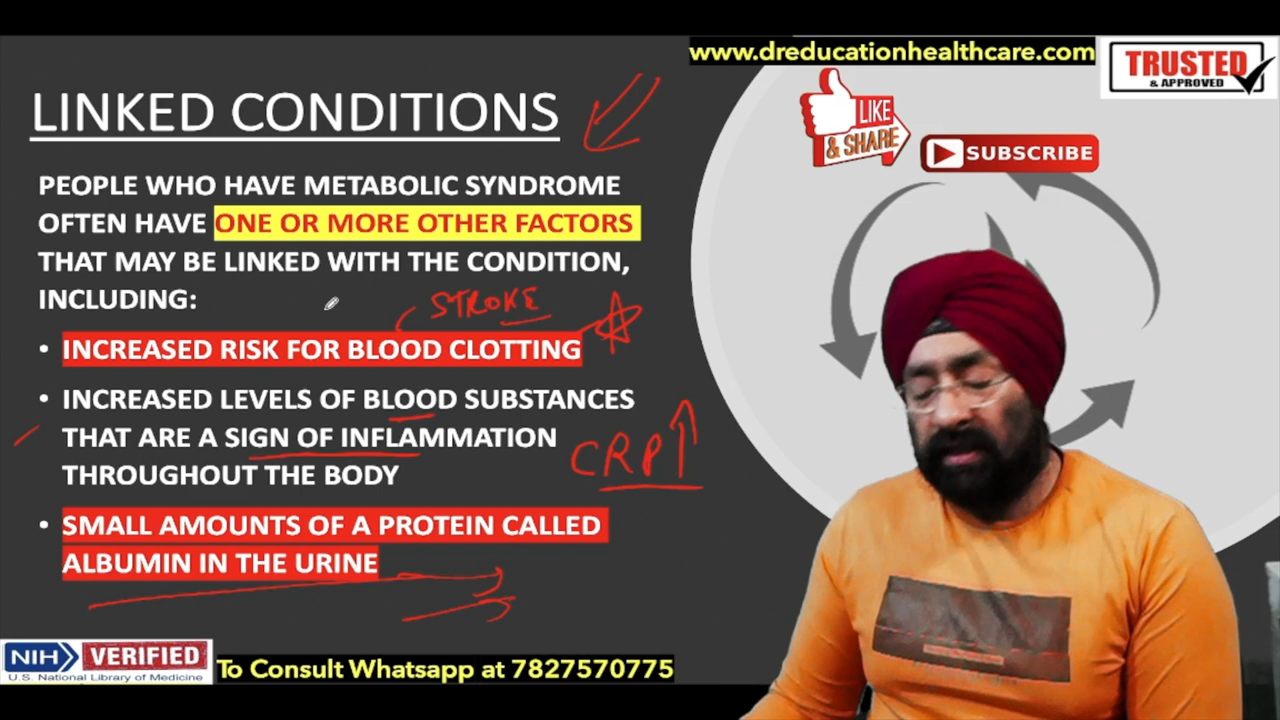 www.dreducationhealthcare.com
TRUSTED
& APPROVED
LIKE
& SHARE
SUBSCRIBE
LINKED CONDITIONS
PEOPLE WHO HAVE METABOLIC SYNDROME
OFTEN HAVE ONE OR MORE OTHER FACTORS
THAT MAY BE LINKED WITH THE CONDITION,
INCLUDING:
STROKE
• INCREASED RISK FOR BLOOD CLOTTING
• INCREASED LEVELS OF BLOOD SUBSTANCES
THAT ARE A SIGN OF INFLAMMATION
THROUGHOUT THE BODY
CRP↑
• SMALL AMOUNTS OF A PROTEIN CALLED
ALBUMIN IN THE URINE
NIH VERIFIED
U.S. National Library of Medicine
To Consult Whatsapp at 7827570775